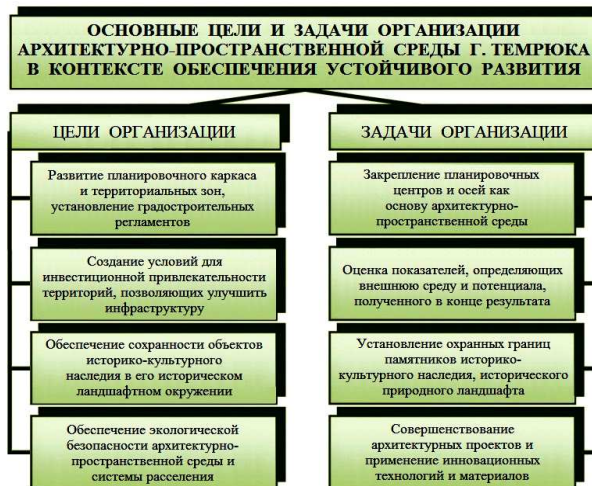 ОСНОВНЫЕ ЦЕЛИ И ЗАДАЧИ ОРГАНИЗАЦИИ
АРХИТЕКТУРНО-ПРОСТРАНСТВЕННОЙ СРЕДЫ Г. ТЕМРЮКА
В КОНТЕКСТЕ ОБЕСПЕЧЕНИЯ УСТОЙЧИВОГО РАЗВИТИЯ
ЦЕЛИ ОРГАНИЗАЦИИ
Развитие планировочного каркаса
и территориальных зон,
установление градостроительных
регламентов
Создание условий для
инвестиционной привлекательности
территорий, позволяющих улучшить
инфраструктуру
Обеспечение сохранности объектов
историко-культурного
наследия в его историческом
ландшафтном окружении
Обеспечение экологической
безопасности архитектурно-
пространственной среды и
системы расселения
ЗАДАЧИ ОРГАНИЗАЦИИ
Закрепление планировочных
центров и осей как
основу архитектурно-
пространственной среды
Оценка показателей, определяющих
внешнюю среду и потенциала,
полученного в конце результата
Установление охранных границ
памятников историко-
культурного наследия, исторического
природного ландшафта
Совершенствование
архитектурных проектов и
применение инновационных
технологий и материалов